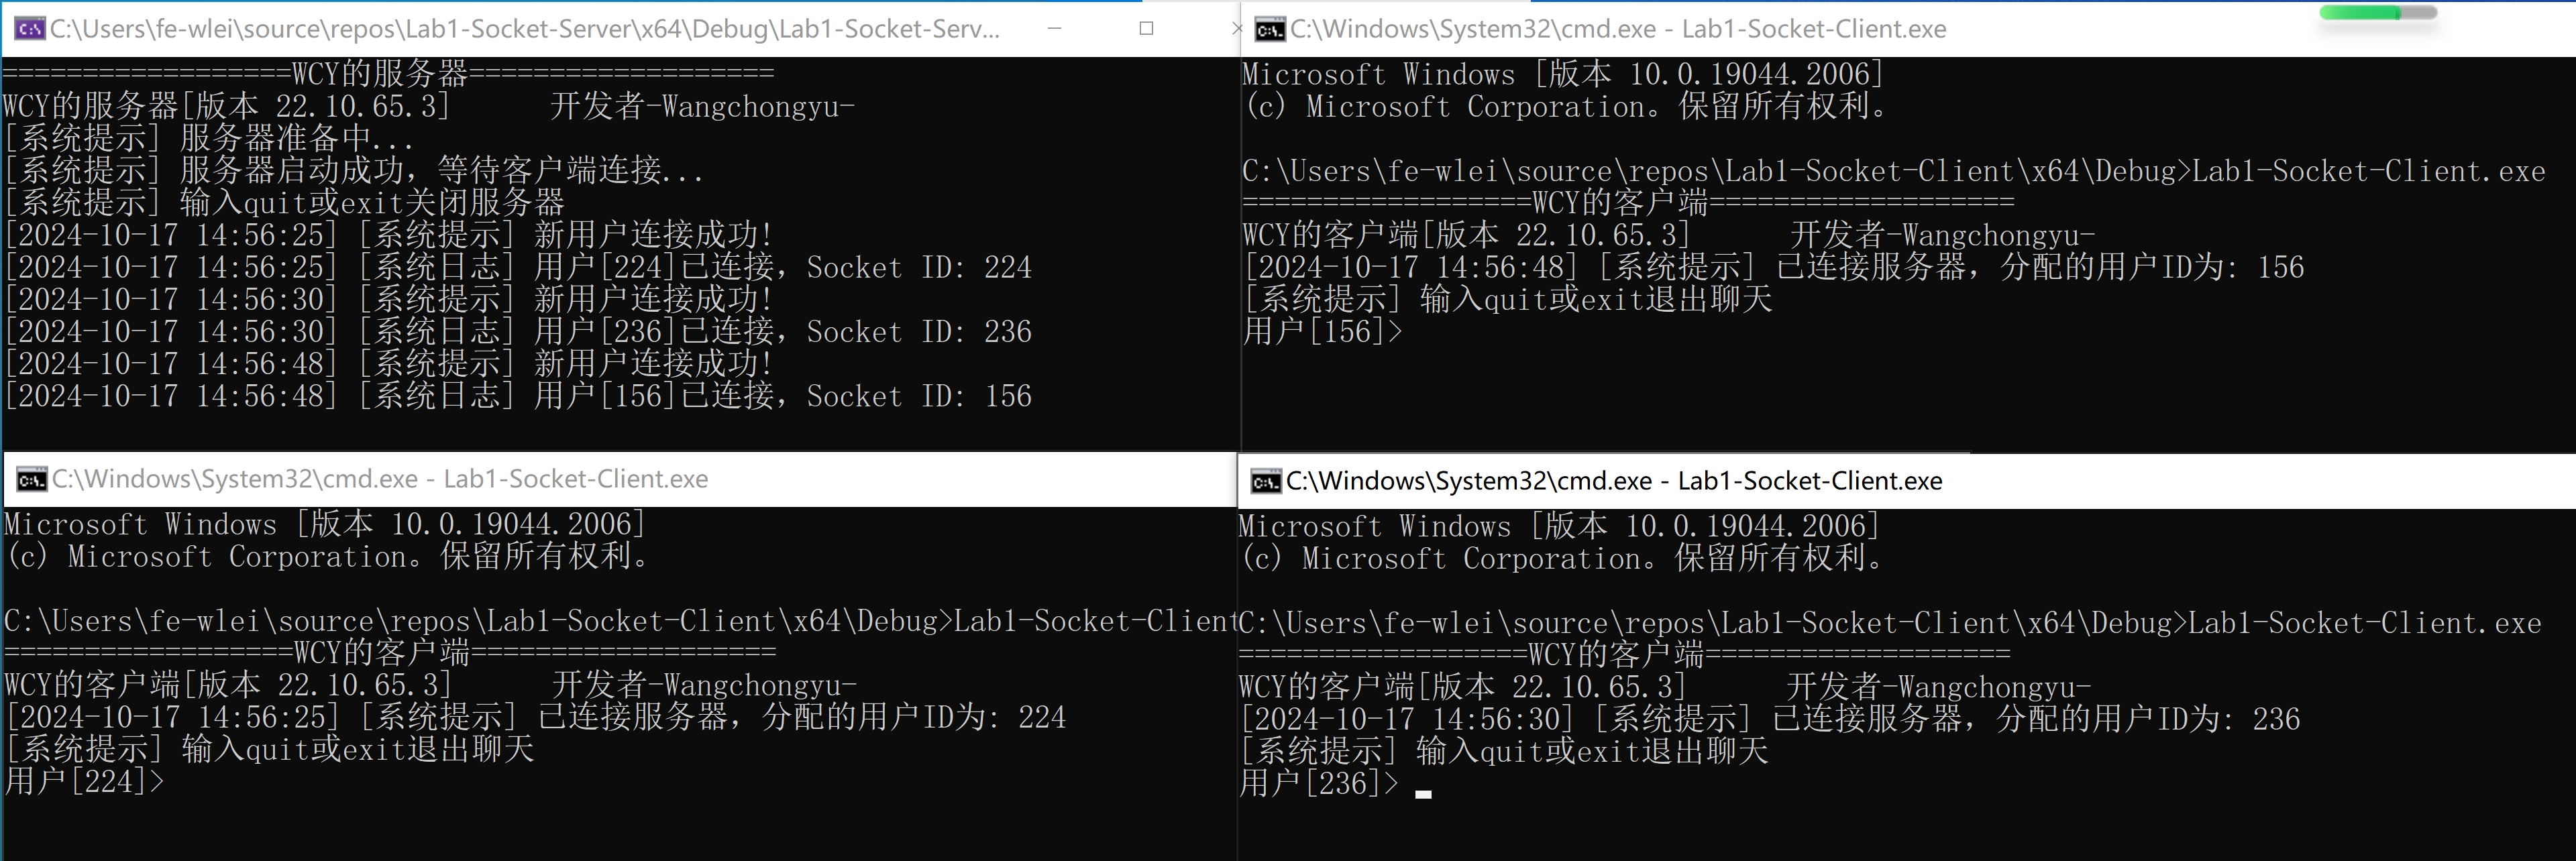 C:\Users\fe-wlei\source\repos\Lab1-Socket-Server\x64\Debug\Lab1-Socket-Serv...
==================WCY的服务器===================
WCY的服务器[版本 22.10.65.3]      开发者-Wangchongyu-
[系统提示] 服务器准备中...
[系统提示] 服务器启动成功，等待客户端连接...
[系统提示] 输入quit或exit关闭服务器
[2024-10-17 14:56:25] [系统提示] 新用户连接成功!
[2024-10-17 14:56:25] [系统日志] 用户[224]已连接，Socket ID: 224
[2024-10-17 14:56:30] [系统提示] 新用户连接成功!
[2024-10-17 14:56:30] [系统日志] 用户[236]已连接，Socket ID: 236
[2024-10-17 14:56:48] [系统提示] 新用户连接成功!
[2024-10-17 14:56:48] [系统日志] 用户[156]已连接，Socket ID: 156
C:\Windows\System32\cmd.exe - Lab1-Socket-Client.exe
Microsoft Windows [版本 10.0.19044.2006]
(c) Microsoft Corporation。保留所有权利。
C:\Users\fe-wlei\source\repos\Lab1-Socket-Client\x64\Debug>Lab1-Socket-Client.exe
==================WCY的客户端===================
WCY的客户端[版本 22.10.65.3]      开发者-Wangchongyu-
[2024-10-17 14:56:48] [系统提示] 已连接服务器，分配的用户ID为: 156
[系统提示] 输入quit或exit退出聊天
用户[156]>
C:\Windows\System32\cmd.exe - Lab1-Socket-Client.exe
Microsoft Windows [版本 10.0.19044.2006]
(c) Microsoft Corporation。保留所有权利。
C:\Users\fe-wlei\source\repos\Lab1-Socket-Client\x64\Debug>Lab1-Socket-Client
==================WCY的客户端===================
WCY的客户端[版本 22.10.65.3]      开发者-Wangchongyu-
[2024-10-17 14:56:25] [系统提示] 已连接服务器，分配的用户ID为: 224
[系统提示] 输入quit或exit退出聊天
用户[224]>
C:\Windows\System32\cmd.exe - Lab1-Socket-Client.exe
Microsoft Windows [版本 10.0.19044.2006]
(c) Microsoft Corporation。保留所有权利。
C:\Users\fe-wlei\source\repos\Lab1-Socket-Client\x64\Debug>Lab1-Socket-Client.exe
==================WCY的客户端===================
WCY的客户端[版本 22.10.65.3]      开发者-Wangchongyu-
[2024-10-17 14:56:30] [系统提示] 已连接服务器，分配的用户ID为: 236
[系统提示] 输入quit或exit退出聊天
用户[236]>